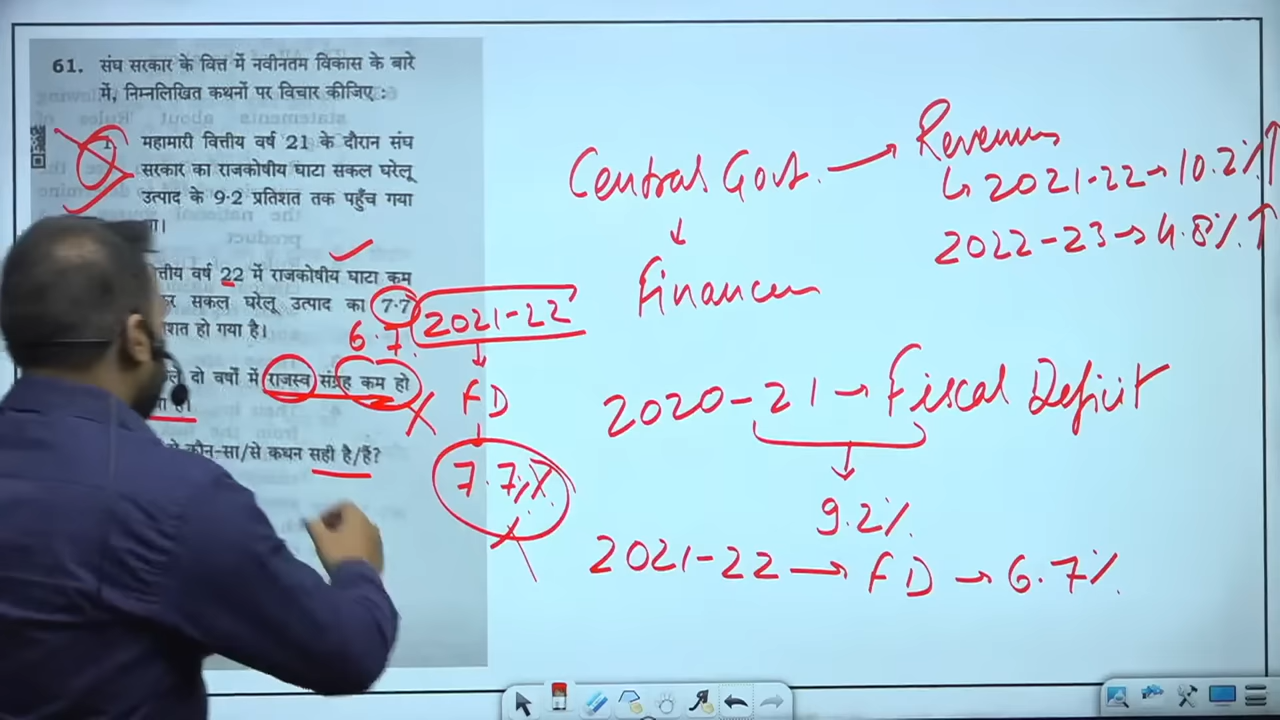 61. संघ सरकार के वित्त में नवीनतम विकास के बारे
में, निम्नलिखित कथनों पर विचार कीजिए :
1. महामारी वित्तीय वर्ष 21 के दौरान संघ
सरकार का राजकोषीय घाटा सकल घरेलू
उत्पाद के 9·2 प्रतिशत तक पहुँच गया
वर्ष 22 में राजकोषीय घाटा कम
सकल घरेलू उत्पाद का 7·7
हो गया है।
6.7
दो वर्षों में राजस्व संग्रह कम हो
है।
कौन-सा/से कथन सही है/हैं?
2021-22
FD
7.7%
Central Govt.
Finances
Revenues
2021-22 → 10.2% ↑
2022-23 → 4.8% ↑
2020-21 → Fiscal Deficit
9.2%
2021-22 → FD → 6.7%